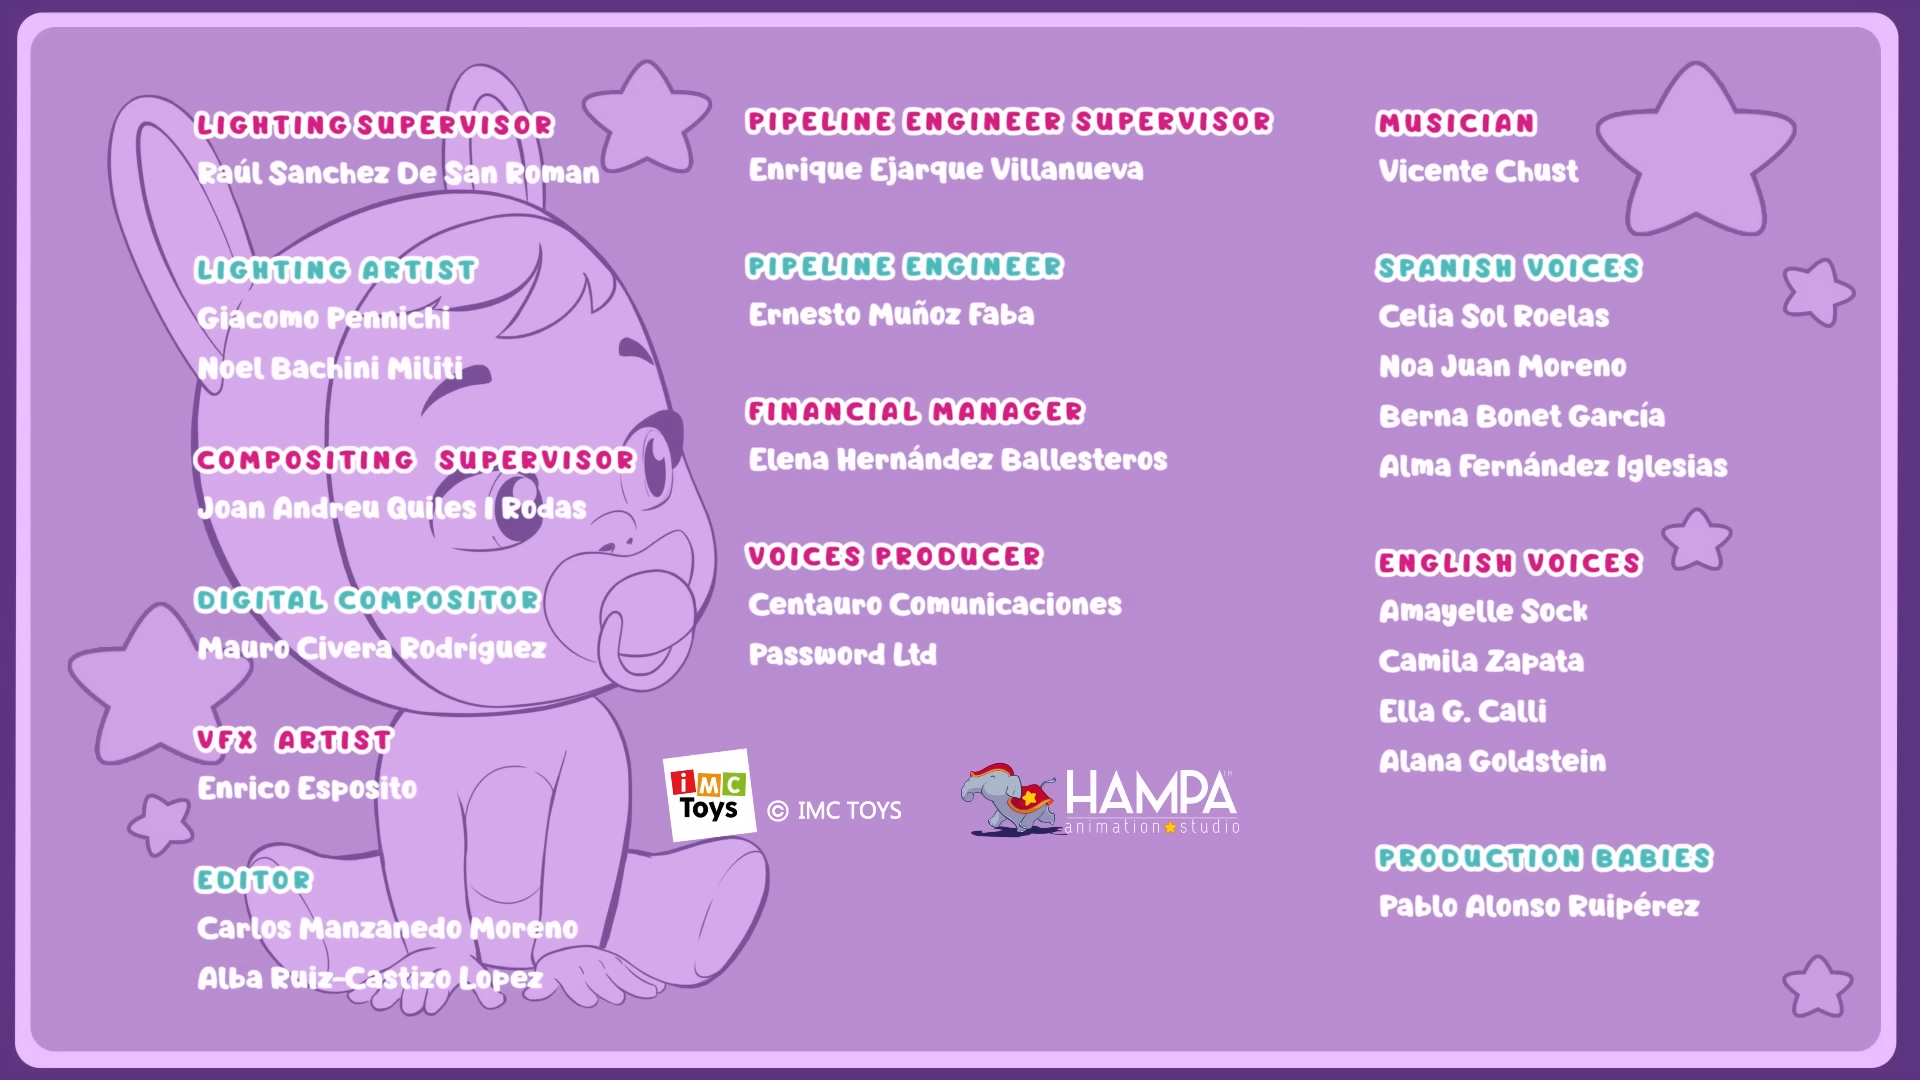 LIGHTING SUPERVISOR
Raúl Sanchez De San Roman
LIGHTING ARTIST
Giacomo Pennichi
Noel Bachini Militi
COMPOSITING SUPERVISOR
Joan Andreu Quiles I Rodas
DIGITAL COMPOSITOR
Mauro Civera Rodríguez
VFX ARTIST
Enrico Esposito
EDITOR
Carlos Manzanedo Moreno
Alba Ruiz-Castizo Lopez
PIPELINE ENGINEER SUPERVISOR
Enrique Ejarque Villanueva
PIPELINE ENGINEER
Ernesto Muñoz Faba
FINANCIAL MANAGER
Elena Hernández Ballesteros
VOICES PRODUCER
Centauro Comunicaciones
Password Ltd
iMC
Toys
© IMC TOYS
HAMPA™
animation studio
MUSICIAN
Vicente Chust
SPANISH VOICES
Celia Sol Roelas
Noa Juan Moreno
Berna Bonet García
Alma Fernández Iglesias
ENGLISH VOICES
Amayelle Sock
Camila Zapata
Ella G. Calli
Alana Goldstein
PRODUCTION BABIES
Pablo Alonso Ruipérez